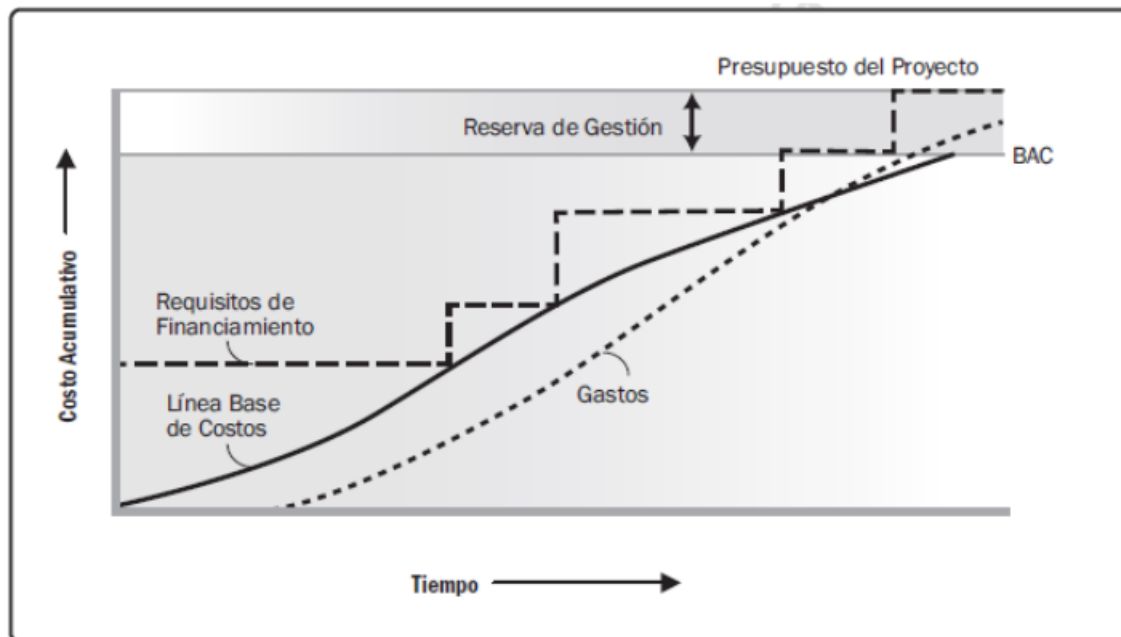 Presupuesto del Proyecto
Reserva de Gestión
BAC
Requisitos de
Financiamiento
Línea Base
de Costos
Gastos
Costo Acumulativo
Tiempo